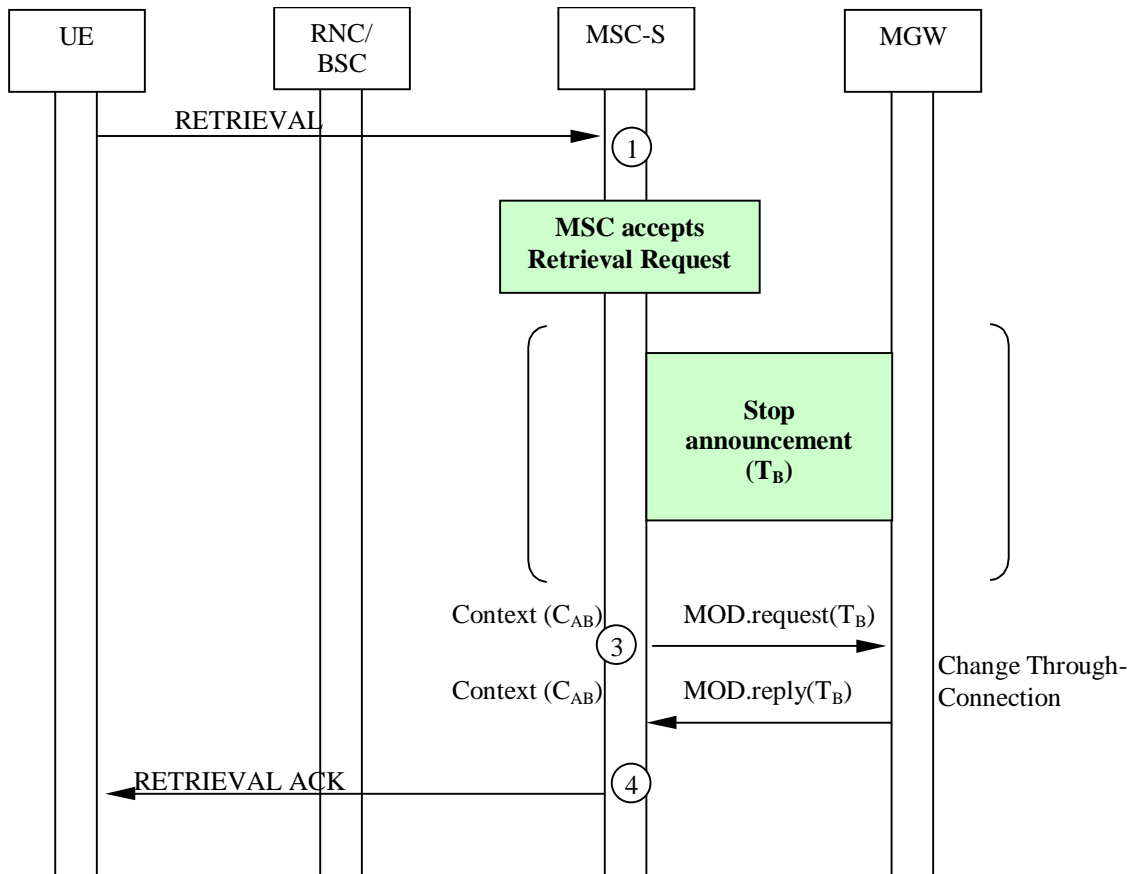 UE
RNC/
BSC
MSC-S
MGW
RETRIEVAL
1
MSC accepts
Retrieval Request
Stop
announcement
(TB)
Context (CAB)
MOD.request(TB)
3
Change Through-
Connection
Context (CAB)
MOD.reply(TB)
RETRIEVAL ACK
4